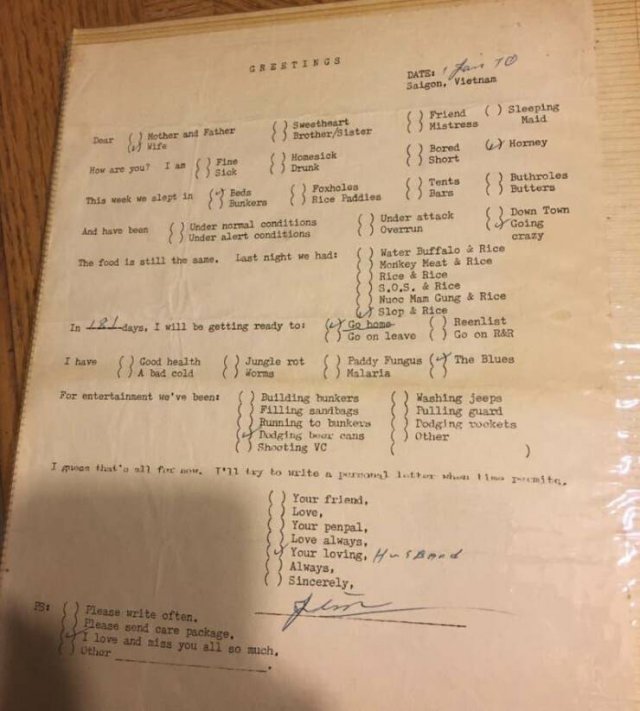 GREETINGS
DATE: 1 Jan 70
Saigon, Vietnam
Dear ( ) Mother and Father ( ) Sweetheart ( ) Friend ( ) Sleeping
(✓) Wife ( ) Brother/Sister ( ) Mistress Maid
How are you? I am ( ) Fine ( ) Homesick ( ) Bored (✓) Horney
( ) Sick ( ) Drunk ( ) Short
This week we slept in (✓) Beds ( ) Foxholes ( ) Tents ( ) Buthroles
( ) Bunkers ( ) Rice Paddies ( ) Bars ( ) Butters
And have been ( ) Under normal conditions ( ) Under attack ( ) Down Town
( ) Under alert conditions ( ) Overrun (✓) Going
crazy
The food is still the same. Last night we had: ( ) Water Buffalo & Rice
( ) Monkey Meat & Rice
( ) Rice & Rice
( ) S.O.S. & Rice
( ) Nuoc Mam Gung & Rice
(✓) Slop & Rice
In 181 days, I will be getting ready to: (✓) Go home ( ) Reenlist
( ) Go on leave ( ) Go on R&R
I have ( ) Good health ( ) Jungle rot ( ) Paddy Fungus (✓) The Blues
( ) A bad cold ( ) Worms ( ) Malaria
For entertainment we've been: ( ) Building bunkers ( ) Washing jeeps
( ) Filling sandbags ( ) Pulling guard
( ) Running to bunkers ( ) Dodging rockets
(✓) Dodging beer cans ( ) Other
( ) Shooting VC ( )
I guess that's all for now. I'll try to write a personal letter when time permits.
( ) Your friend,
( ) Love,
( ) Your penpal,
( ) Love always,
(✓) Your loving, Husband
( ) Always,
( ) Sincerely,
PS: ( ) Please write often.
( ) Please send care package.
(✓) I love and miss you all so much.
( ) Other ____________.